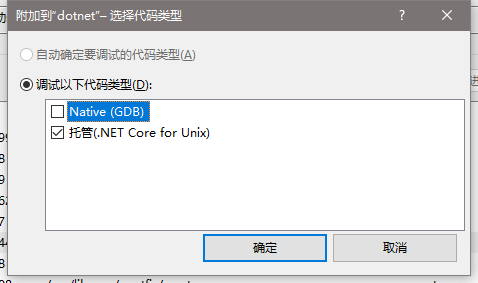 附加到“dotnet”– 选择代码类型
自动确定要调试的代码类型(A)
调试以下代码类型(D):
Native (GDB)
托管(.NET Core for Unix)
确定
取消